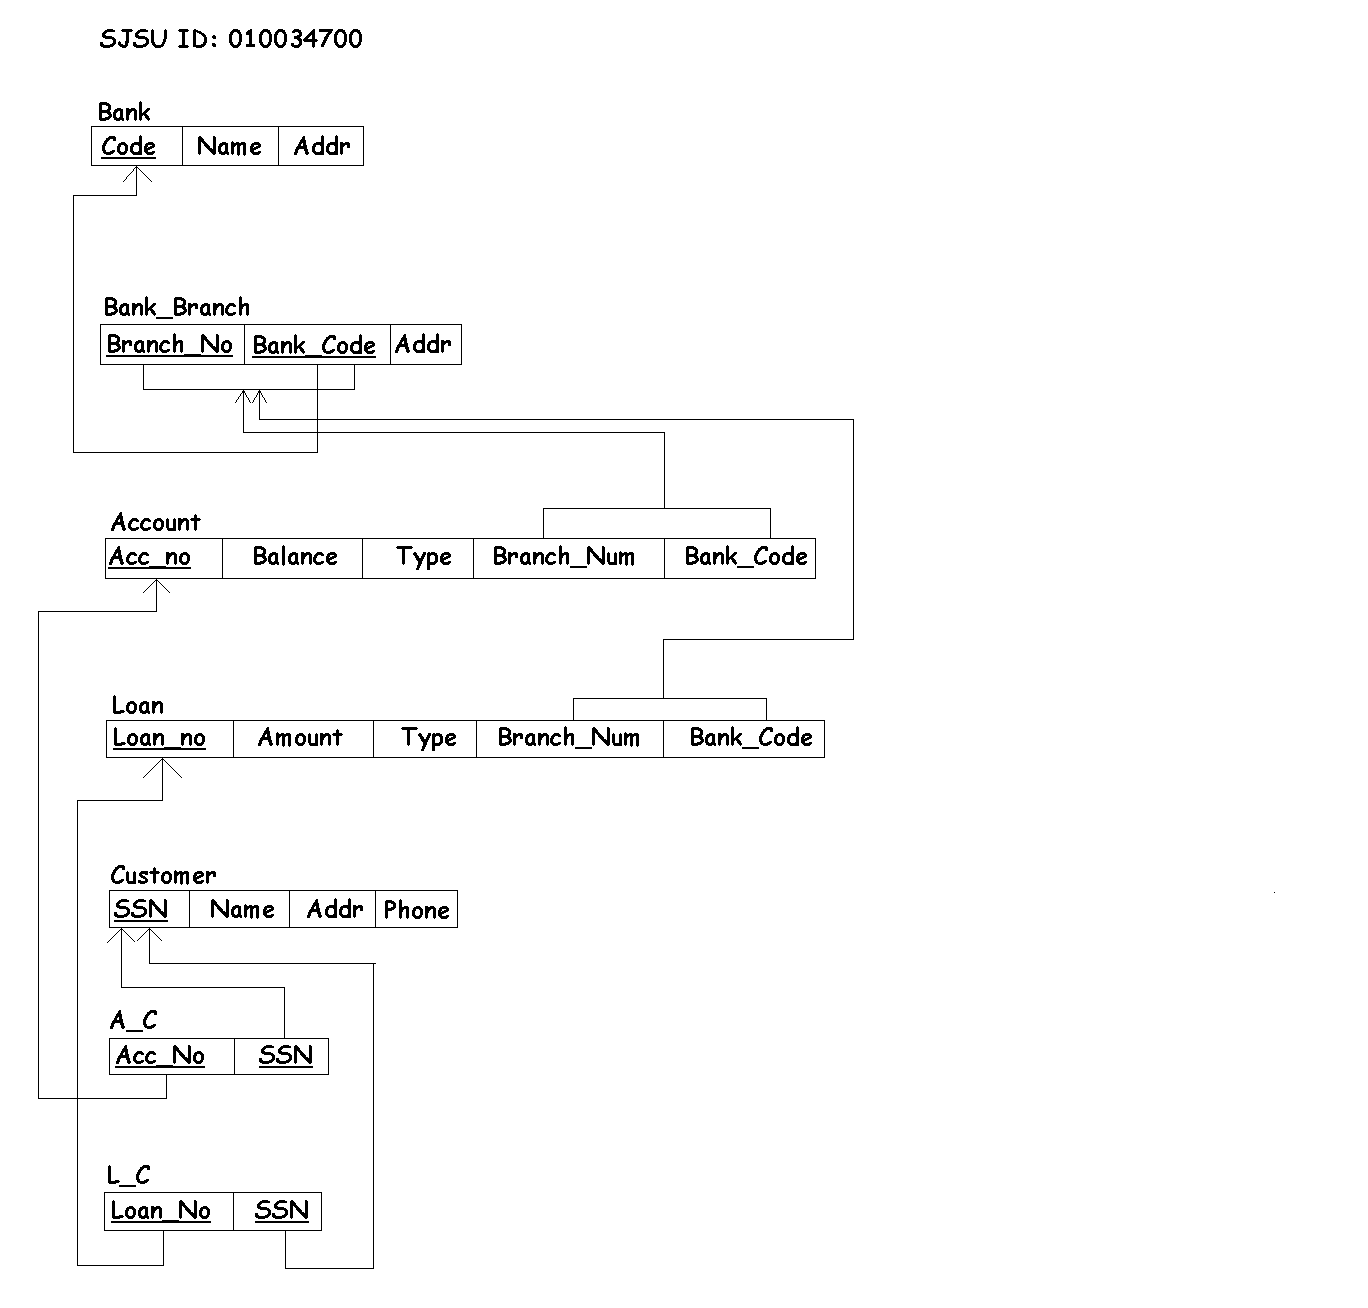 SJSU ID: 010034700
Bank
Code Name Addr
Bank_Branch
Branch_No Bank_Code Addr
Account
Acc_no Balance Type Branch_Num Bank_Code
Loan
Loan_no Amount Type Branch_Num Bank_Code
Customer
SSN Name Addr Phone
A_C
Acc_No SSN
L_C
Loan_No SSN